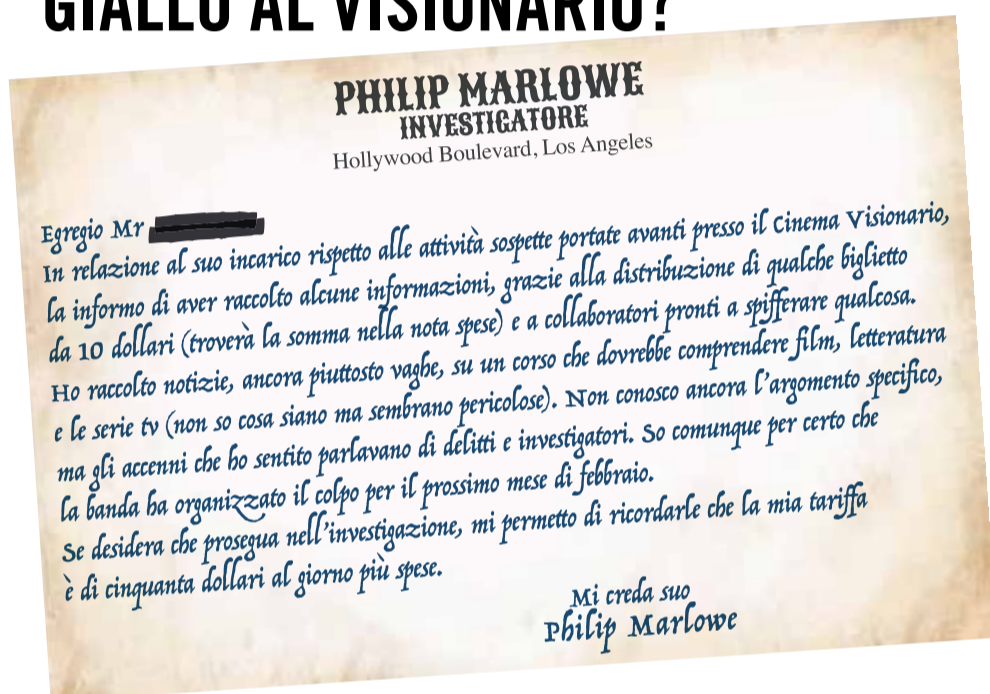 GIALLO AL VISIONARIO?
PHILIP MARLOWE
INVESTIGATORE
Hollywood Boulevard, Los Angeles
Egregio Mr
In relazione al suo incarico rispetto alle attività sospette portate avanti presso il Cinema Visionario,
la informo di aver raccolto alcune informazioni, grazie alla distribuzione di qualche biglietto
da 10 dollari (troverà la somma nella nota spese) e a collaboratori pronti a spifferare qualcosa.
Ho raccolto notizie, ancora piuttosto vaghe, su un corso che dovrebbe comprendere film, letteratura
e le serie tv (non so cosa siano ma sembrano pericolose). Non conosco ancora l'argomento specifico,
ma gli accenni che ho sentito parlavano di delitti e investigatori. So comunque per certo che
la banda ha organizzato il colpo per il prossimo mese di febbraio.
Se desidera che prosegua nell'investigazione, mi permetto di ricordarle che la mia tariffa
è di cinquanta dollari al giorno più spese.
Mi creda suo
Philip Marlowe